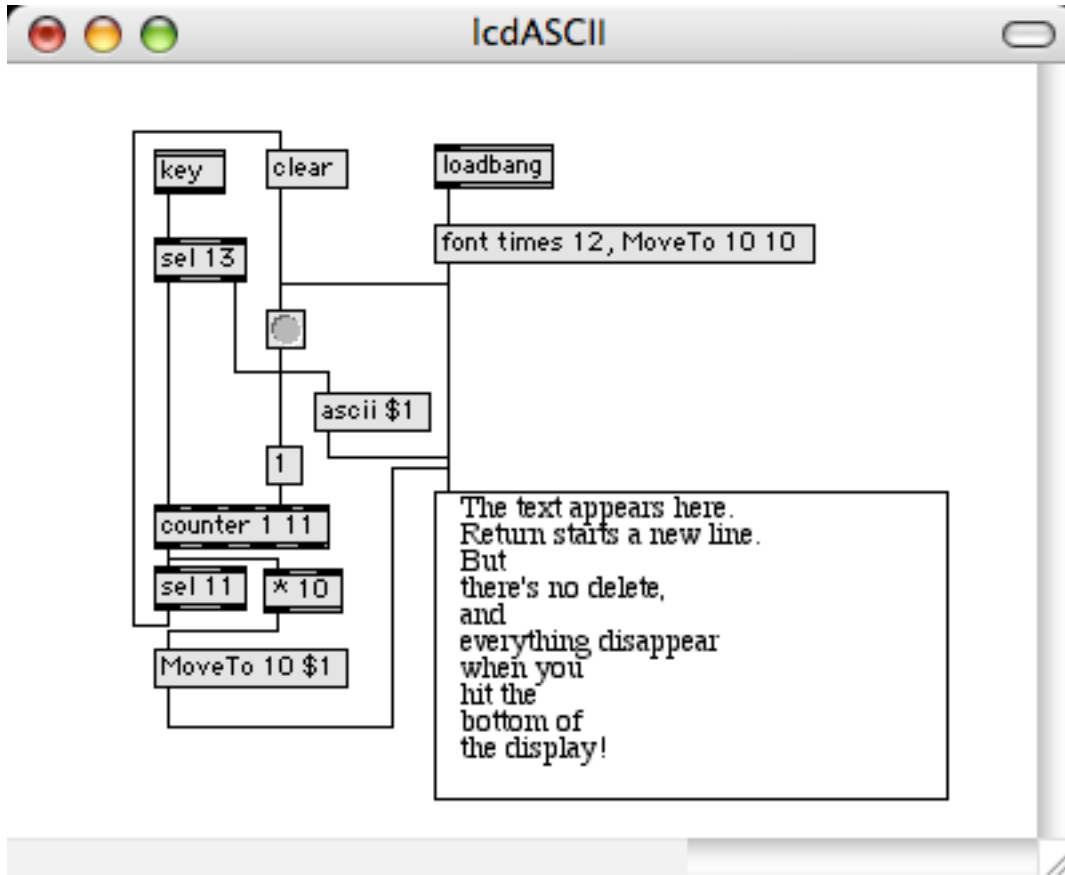 lcdASCII
key
clear
loadbang
font times 12, MoveTo 10 10
sel 13
ascii $1
1
counter 1 11
sel 11
* 10
MoveTo 10 $1
The text appears here.
Return starts a new line.
But
there's no delete,
and
everything disappear
when you
hit the
bottom of
the display!